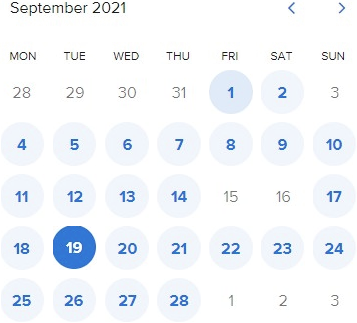 September 2021 < >
MON TUE WED THU FRI SAT SUN
28 29 30 31 1 2 3
4 5 6 7 8 9 10
11 12 13 14 15 16 17
18 19 20 21 22 23 24
25 26 27 28 1 2 3